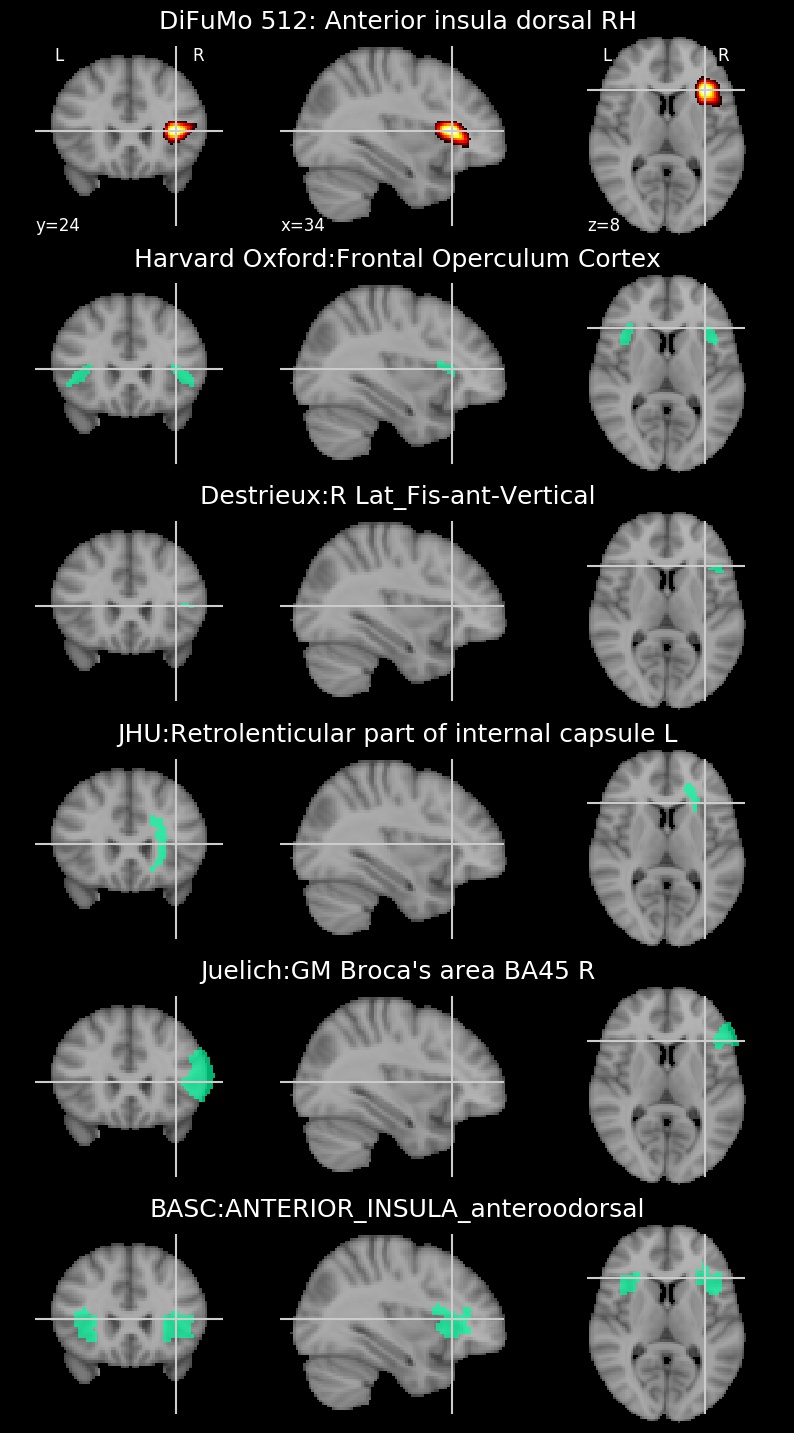 DiFuMo 512: Anterior insula dorsal RH
L R L R
y=24 x=34 z=8
Harvard Oxford:Frontal Operculum Cortex
Destrieux:R Lat_Fis-ant-Vertical
JHU:Retrolenticular part of internal capsule L
Juelich:GM Broca's area BA45 R
BASC:ANTERIOR_INSULA_anteroodorsal